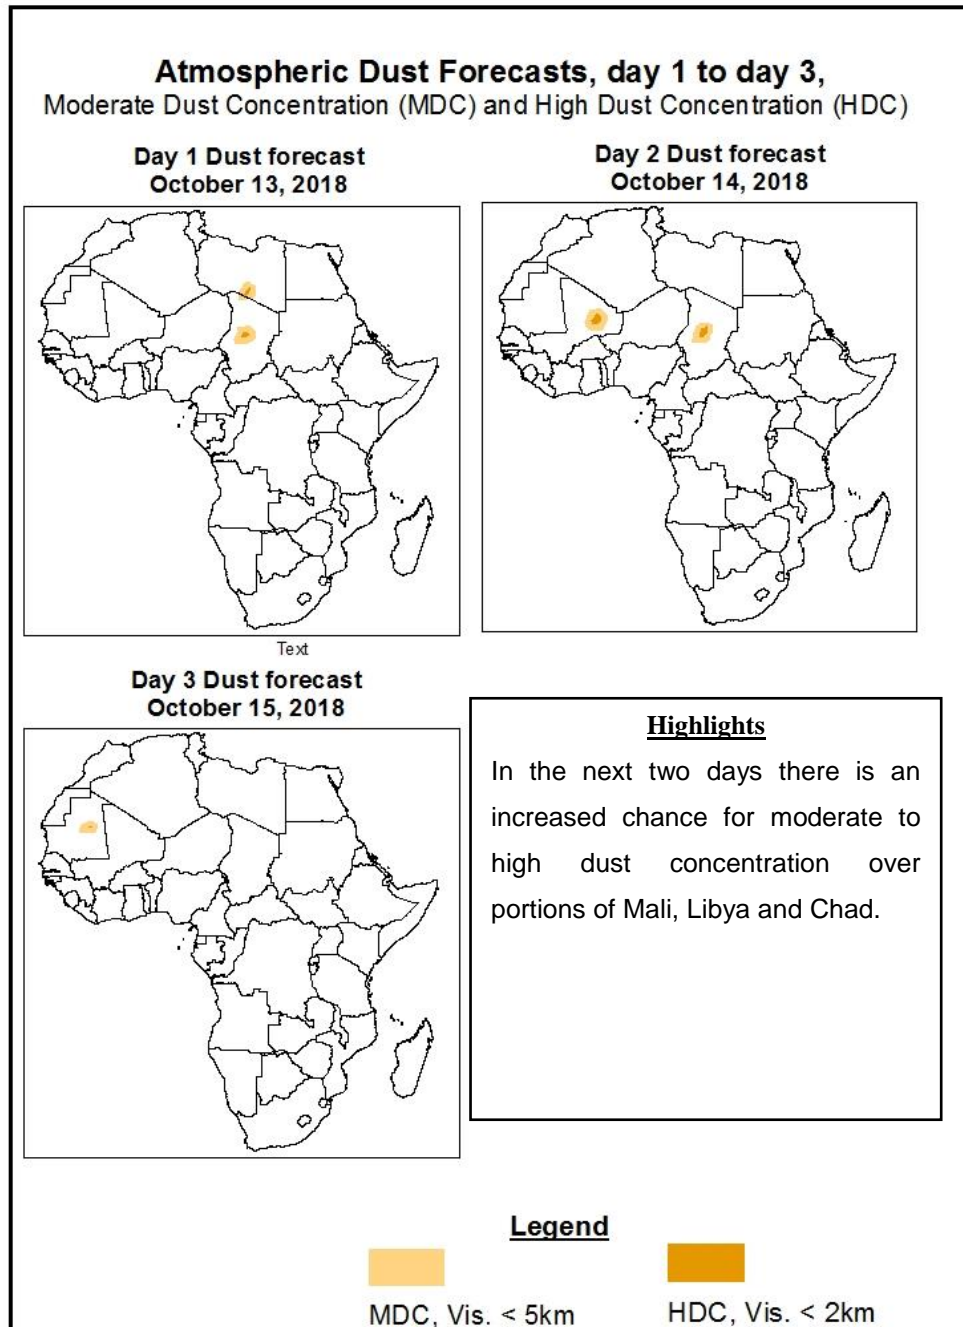 Atmospheric Dust Forecasts, day 1 to day 3,
Moderate Dust Concentration (MDC) and High Dust Concentration (HDC)
Day 1 Dust forecast
October 13, 2018
Day 2 Dust forecast
October 14, 2018
Text
Day 3 Dust forecast
October 15, 2018
Highlights
In the next two days there is an
increased chance for moderate to
high dust concentration over
portions of Mali, Libya and Chad.
Legend
MDC, Vis. < 5km
HDC, Vis. < 2km